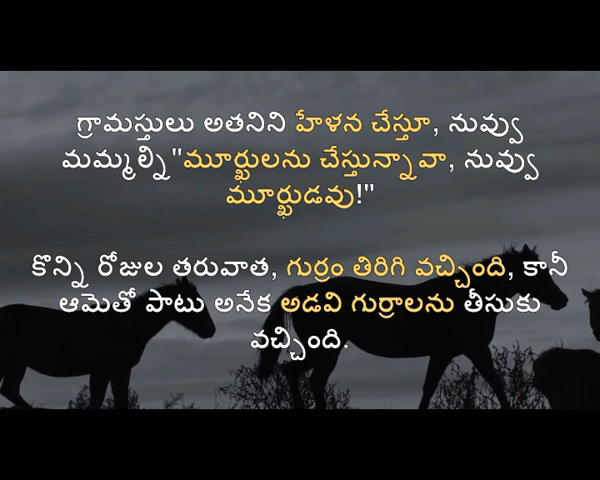 గ్రామస్తులు అతనిని హేళన చేస్తూ, నువ్వు
మమ్మల్ని "మూర్ఖులను చేస్తున్నావా, నువ్వు
మూర్ఖుడవు!"
కొన్ని రోజుల తరువాత, గుర్రం తిరిగి వచ్చింది, కానీ
ఆమెతో పాటు అనేక అడవి గుర్రాలను తీసుకు
వచ్చింది.